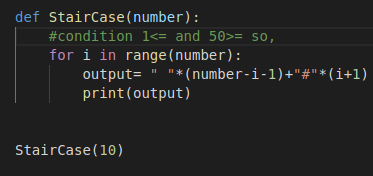 def StairCase(number):
    #condition 1<= and 50>= so,
    for i in range(number):
        output= " "*(number-i-1)+"#"*(i+1)
        print(output)
StairCase(10)